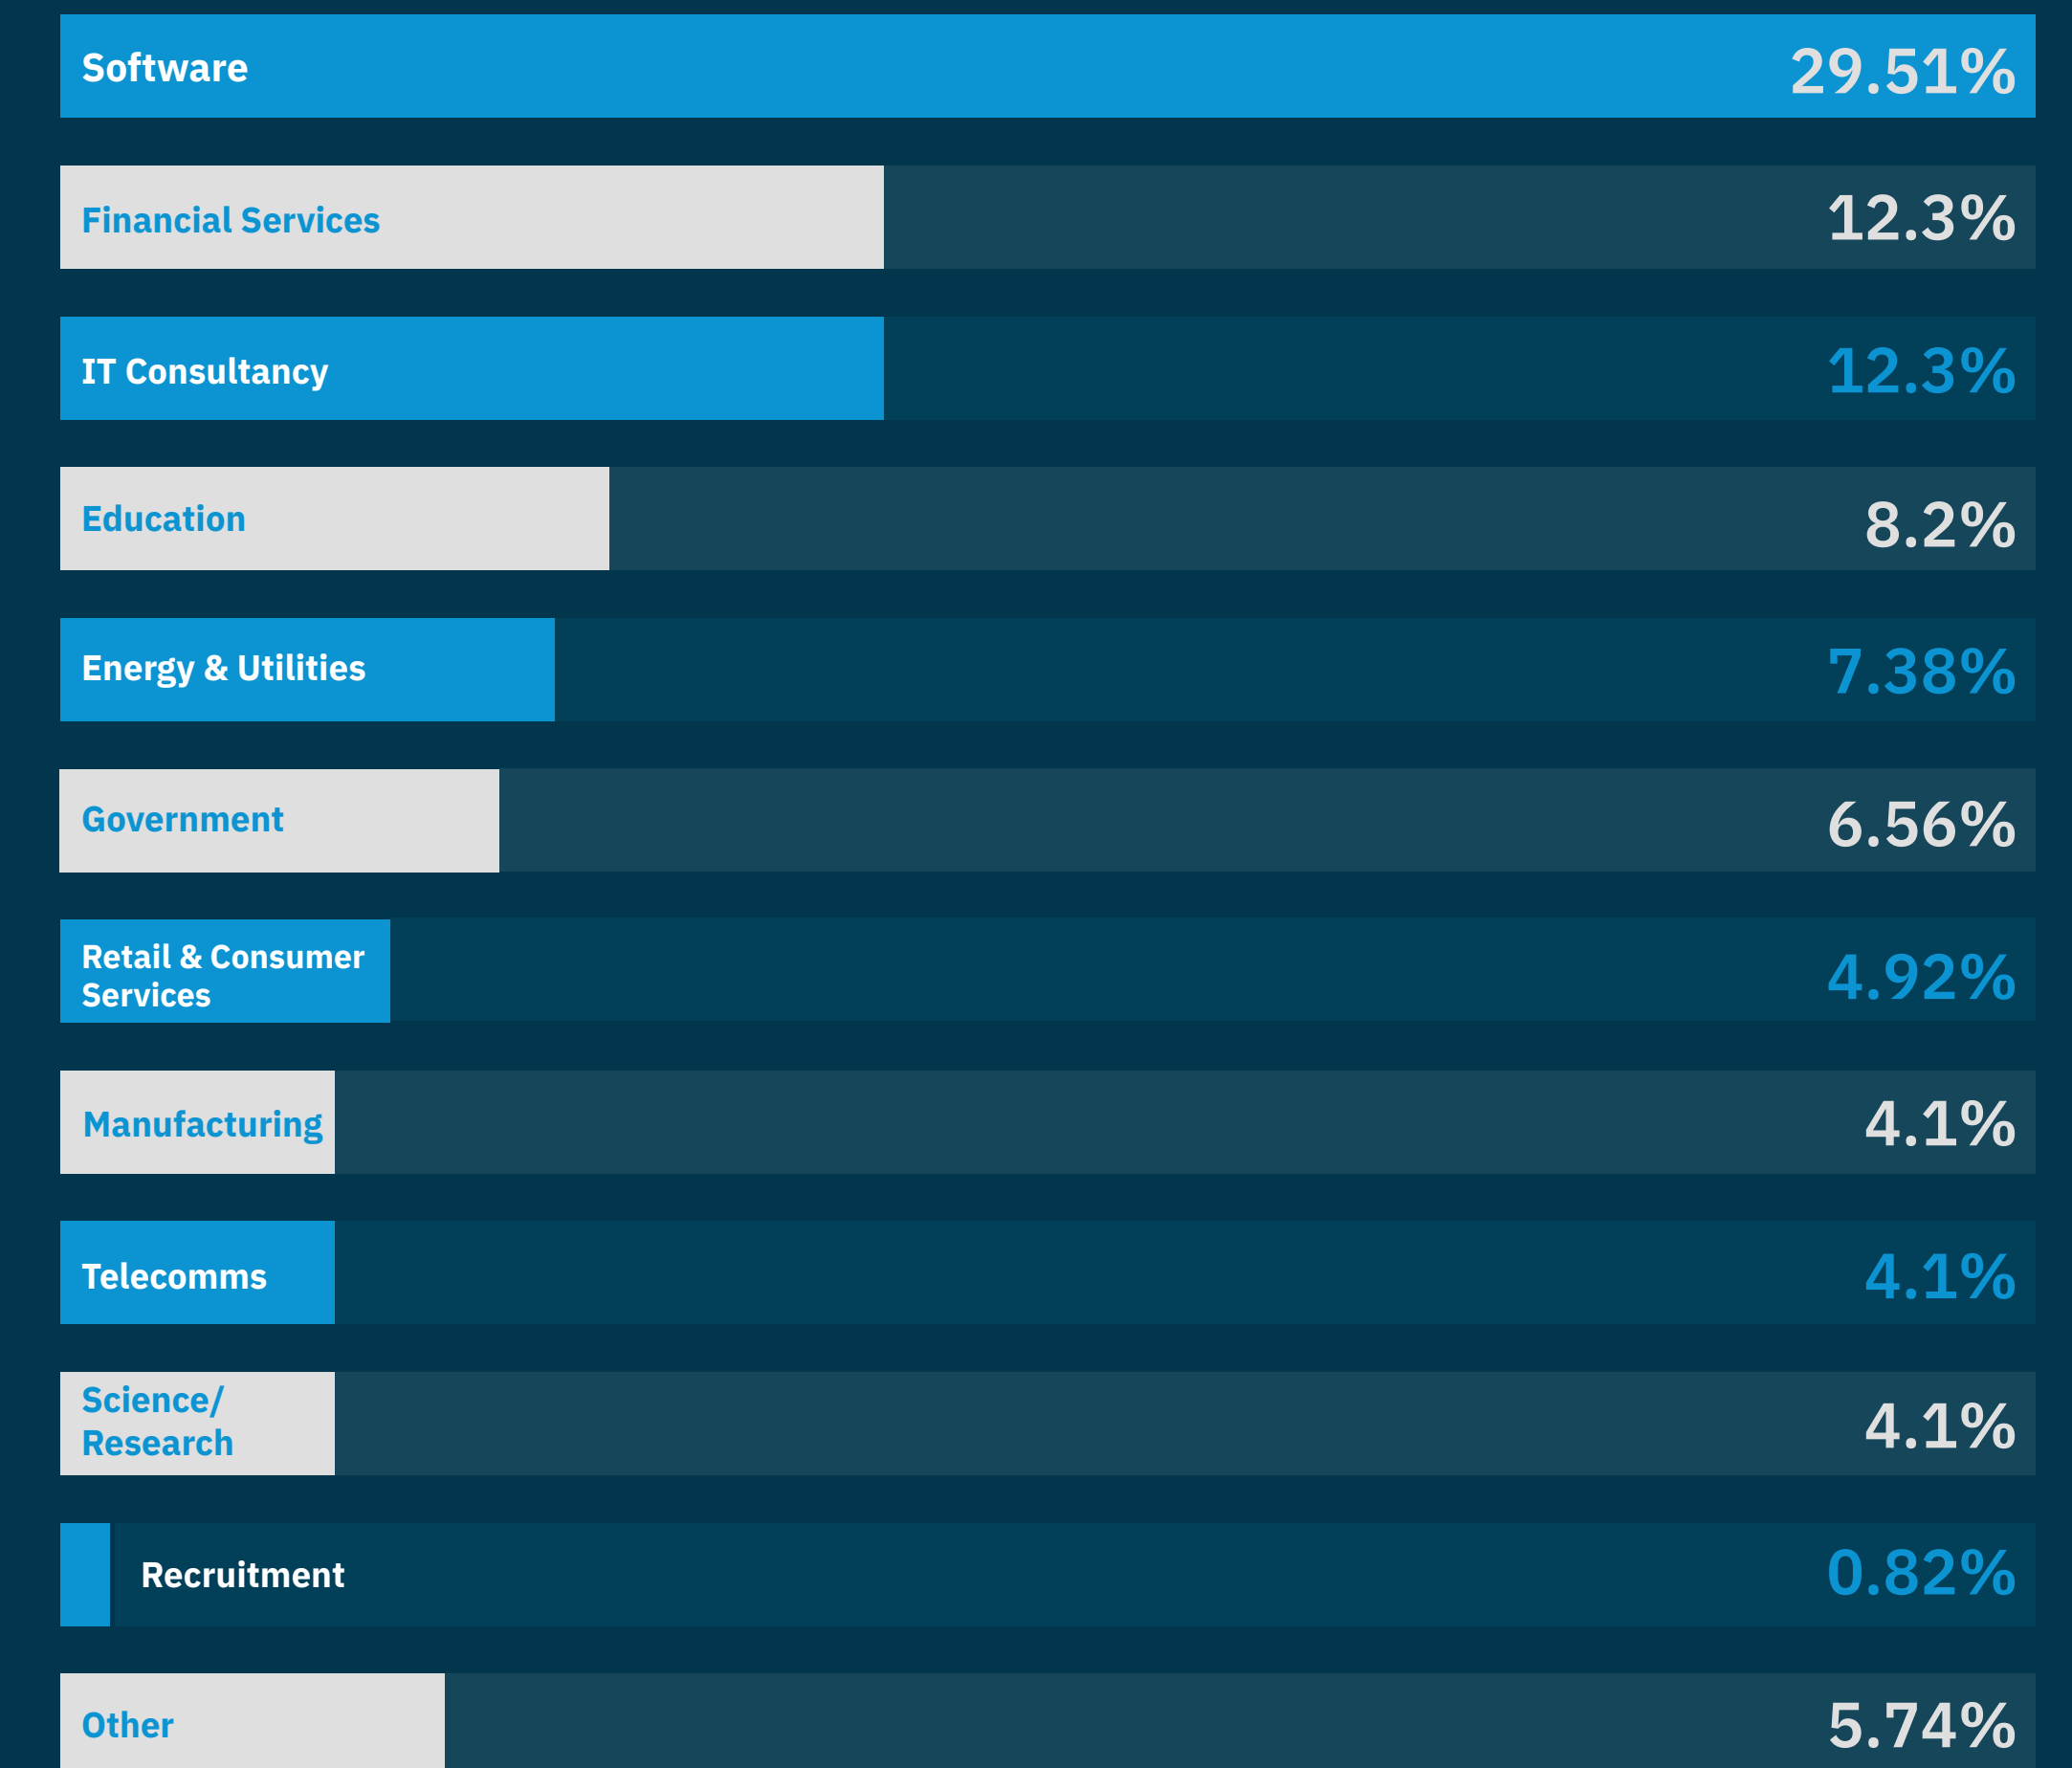 Software 29.51%
Financial Services 12.3%
IT Consultancy 12.3%
Education 8.2%
Energy & Utilities 7.38%
Government 6.56%
Retail & Consumer
Services 4.92%
Manufacturing 4.1%
Telecomms 4.1%
Science/
Research 4.1%
Recruitment 0.82%
Other 5.74%